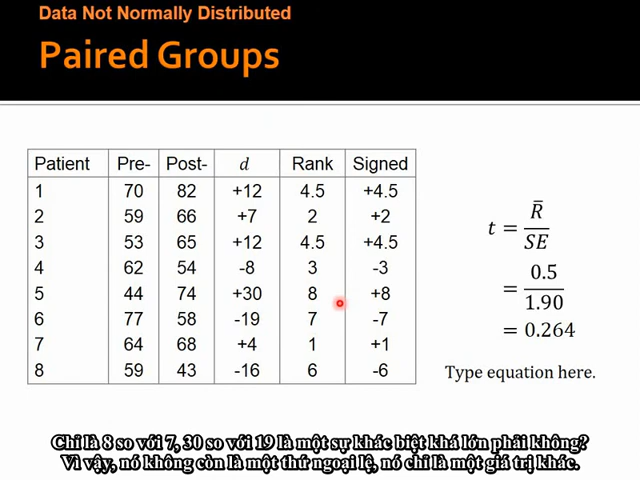 Data Not Normally Distributed
Paired Groups
Patient Pre- Post- d Rank Signed
1 70 82 +12 4.5 +4.5
2 59 66 +7 2 +2
3 53 65 +12 4.5 +4.5
4 62 54 -8 3 -3
5 44 74 +30 8 +8
6 77 58 -19 7 -7
7 64 68 +4 1 +1
8 59 43 -16 6 -6
t = R̄ / SE
= 0.5 / 1.90
= 0.264
Type equation here.
Chỉ là 8 so với 7, 30 so với 19 là một sự khác biệt khá lớn phải không?
Vì vậy, nó không còn là một thứ ngoại lệ, nó chỉ là một giá trị khác.